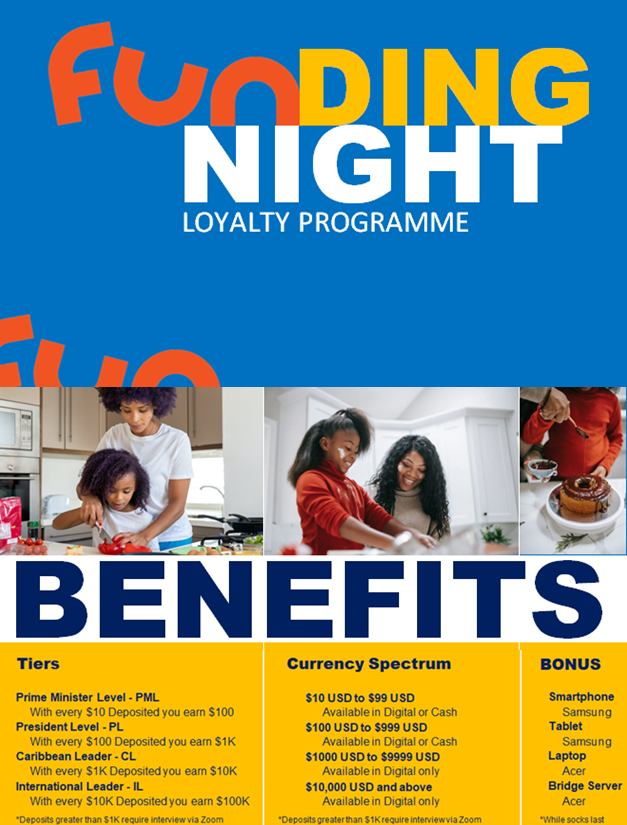 FUNDING
NIGHT
LOYALTY PROGRAMME
fun
BENEFITS
Tiers
Prime Minister Level - PML
With every $10 Deposited you earn $100
President Level - PL
With every $100 Deposited you earn $1K
Caribbean Leader - CL
With every $1K Deposited you earn $10K
International Leader - IL
With every $10K Deposited you earn $100K
*Deposits greater than $1K require interview via Zoom
Currency Spectrum
$10 USD to $99 USD
Available in Digital or Cash
$100 USD to $999 USD
Available in Digital or Cash
$1000 USD to $9999 USD
Available in Digital only
$10,000 USD and above
Available in Digital only
*Deposits greater than $1K require interview via Zoom
BONUS
Smartphone
Samsung
Tablet
Samsung
Laptop
Acer
Bridge Server
Acer
*While socks last